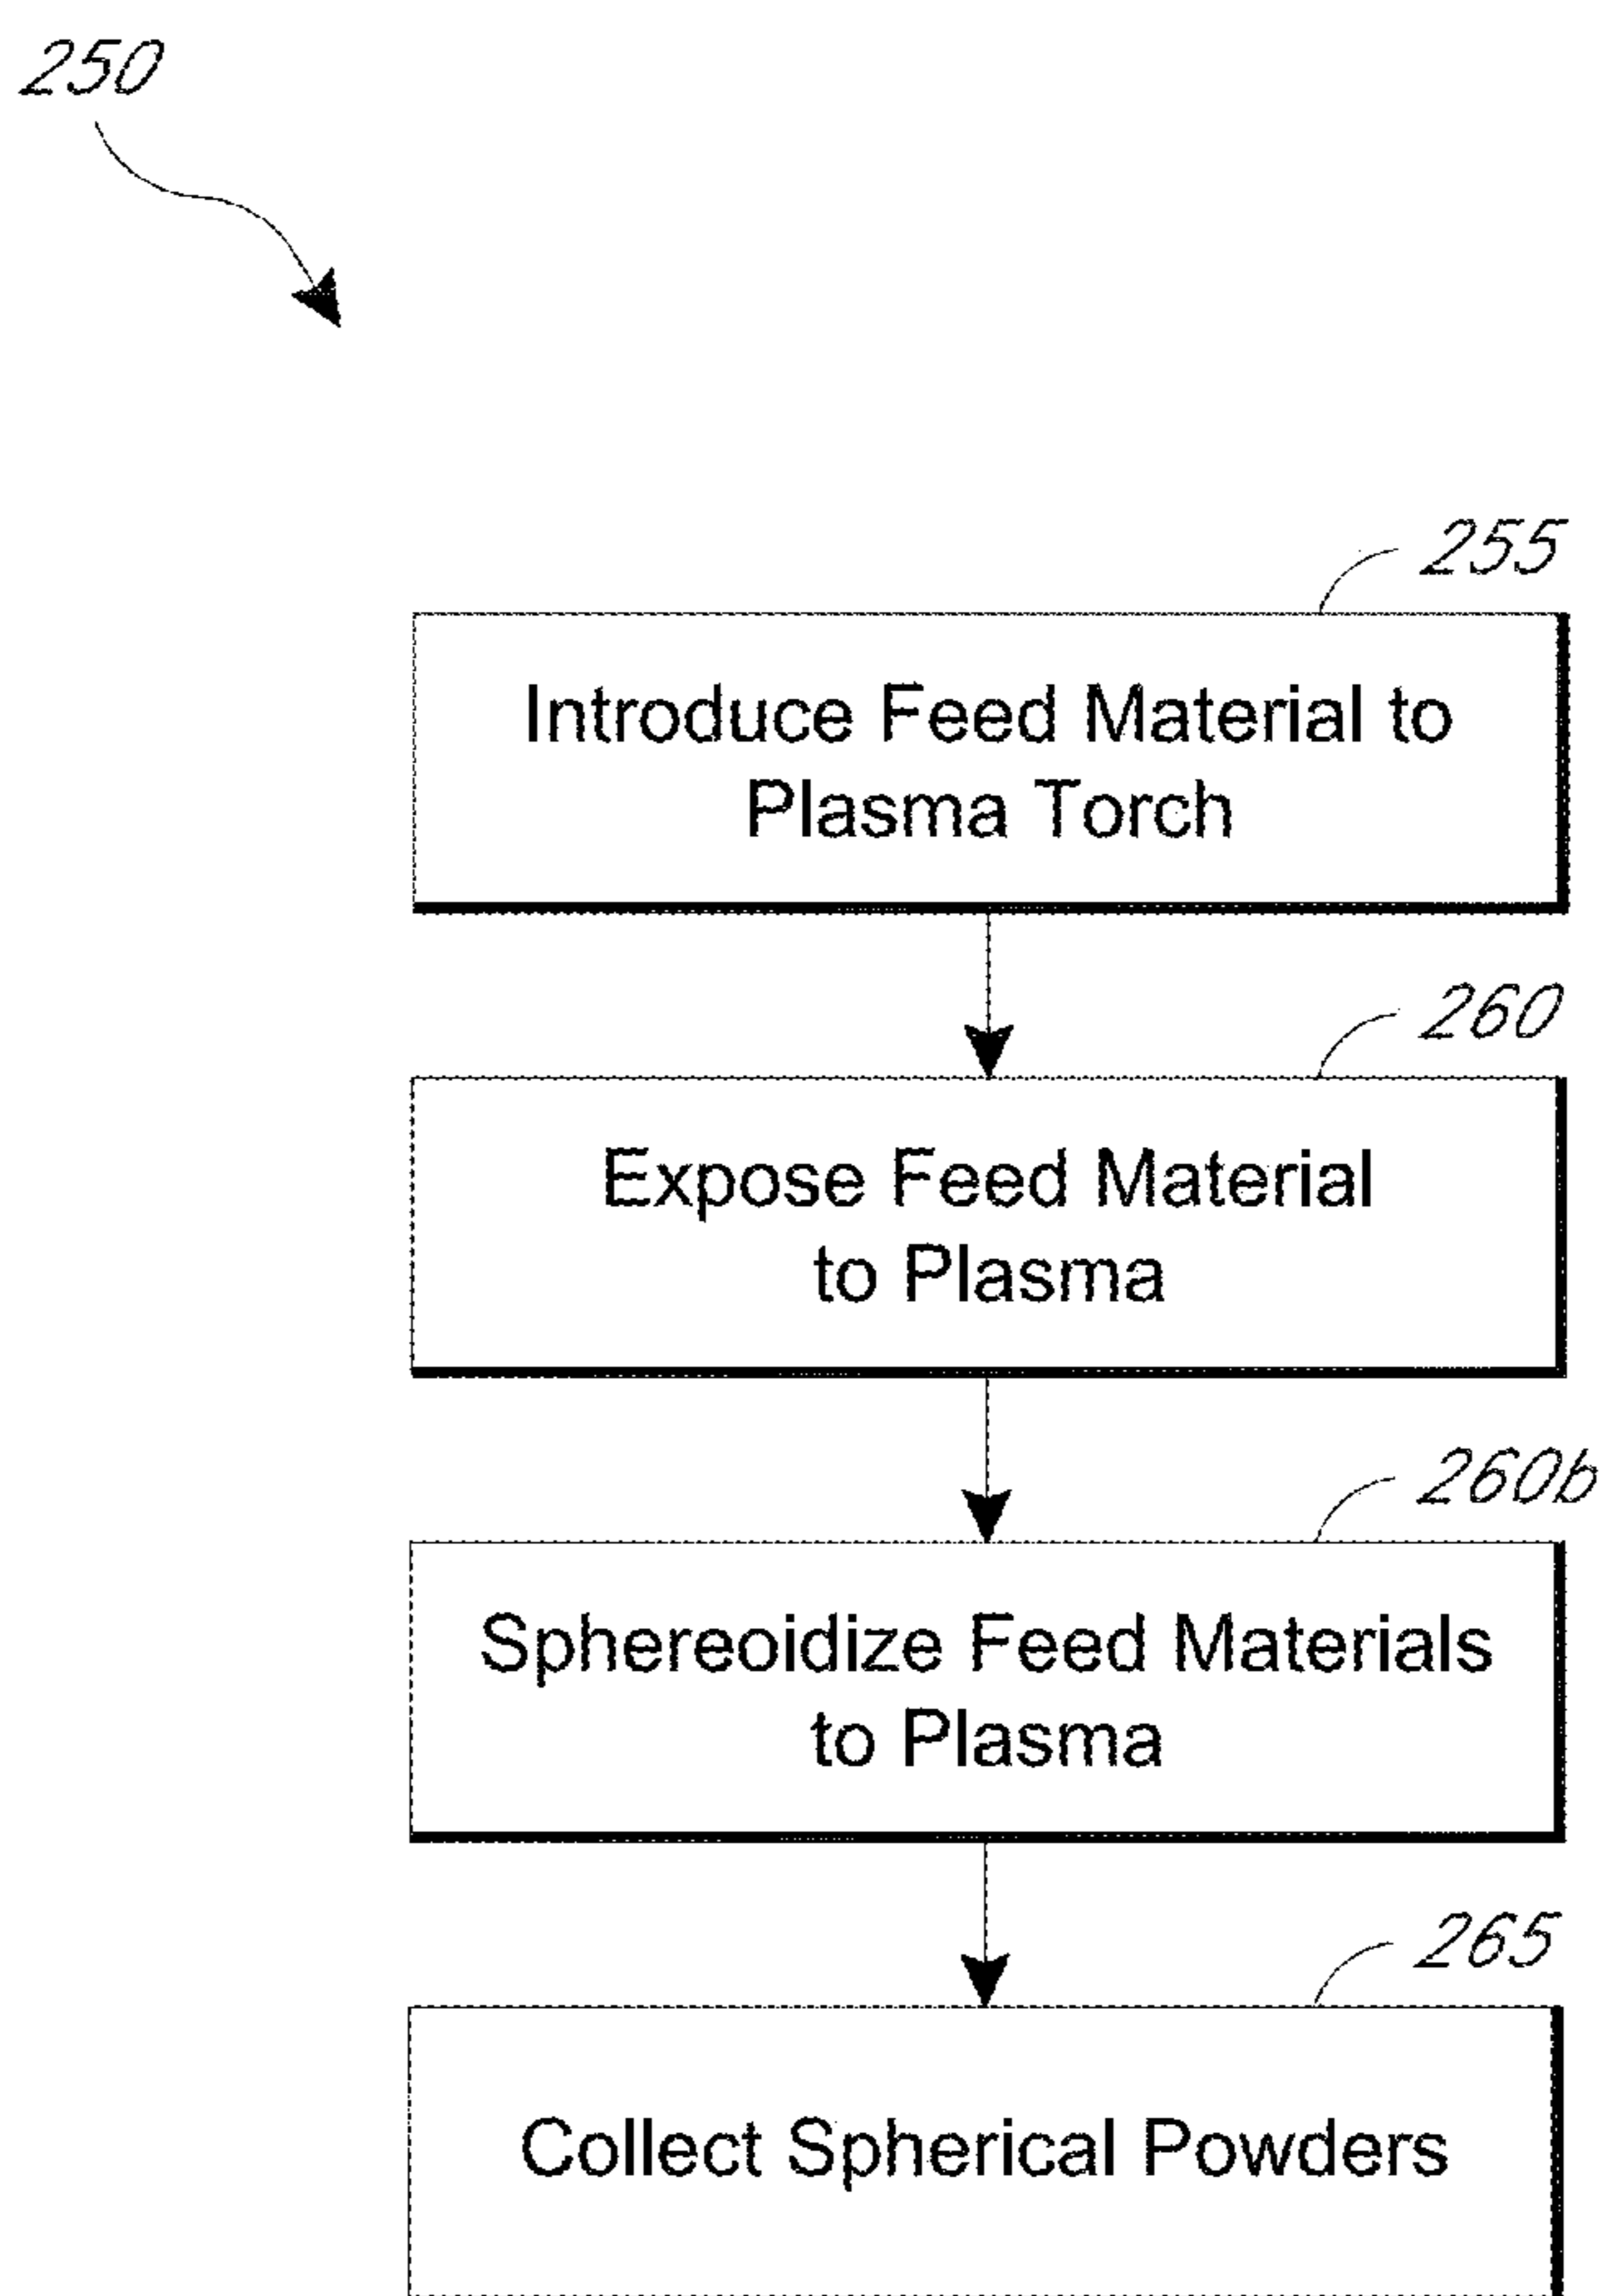 250
255
Introduce Feed Material to
Plasma Torch
260
Expose Feed Material
to Plasma
260b
Sphereoidize Feed Materials
to Plasma
265
Collect Spherical Powders